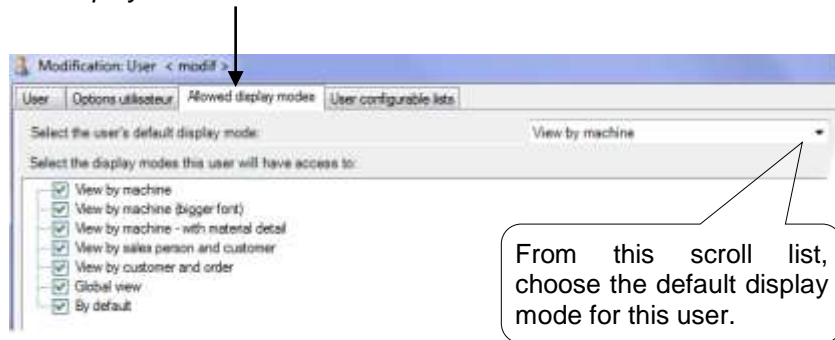 Modification: User < modif >
User Options utilisateur Allowed display modes User configurable lists
Select the user's default display mode: View by machine
Select the display modes this user will have access to:
View by machine
View by machine (bigger font)
View by machine - with material detail
View by sales person and customer
View by customer and order
Global view
By default
From this scroll list,
choose the default display
mode for this user.